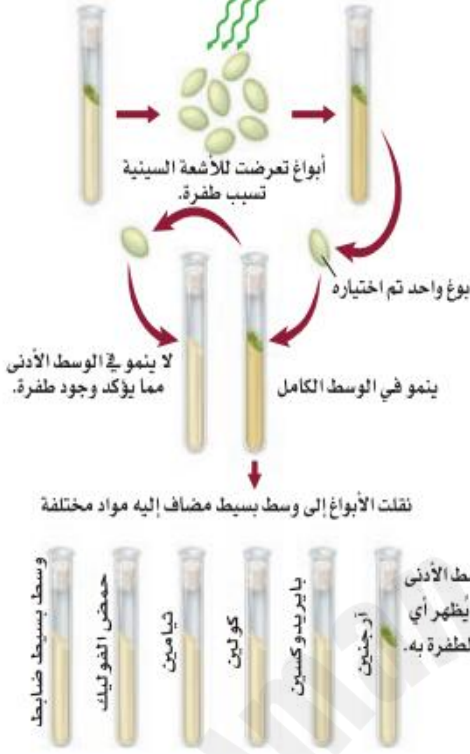 أبواغ تعرضت للأشعة السينية
تسبب طفرة.
بوغ واحد تم اختياره
ينمو في الوسط الكامل
لا ينمو في الوسط الأدنى
مما يؤكد وجود طفرة.
نقلت الأبواغ إلى وسط بسيط مضاف إليه مواد مختلفة
ط الأدنى
يُظهر أي
لطفرة به.
آرجنين
بايريدوكسين
كولين
ثيامين
حمض الفوليك
وسط بسيط ضابط